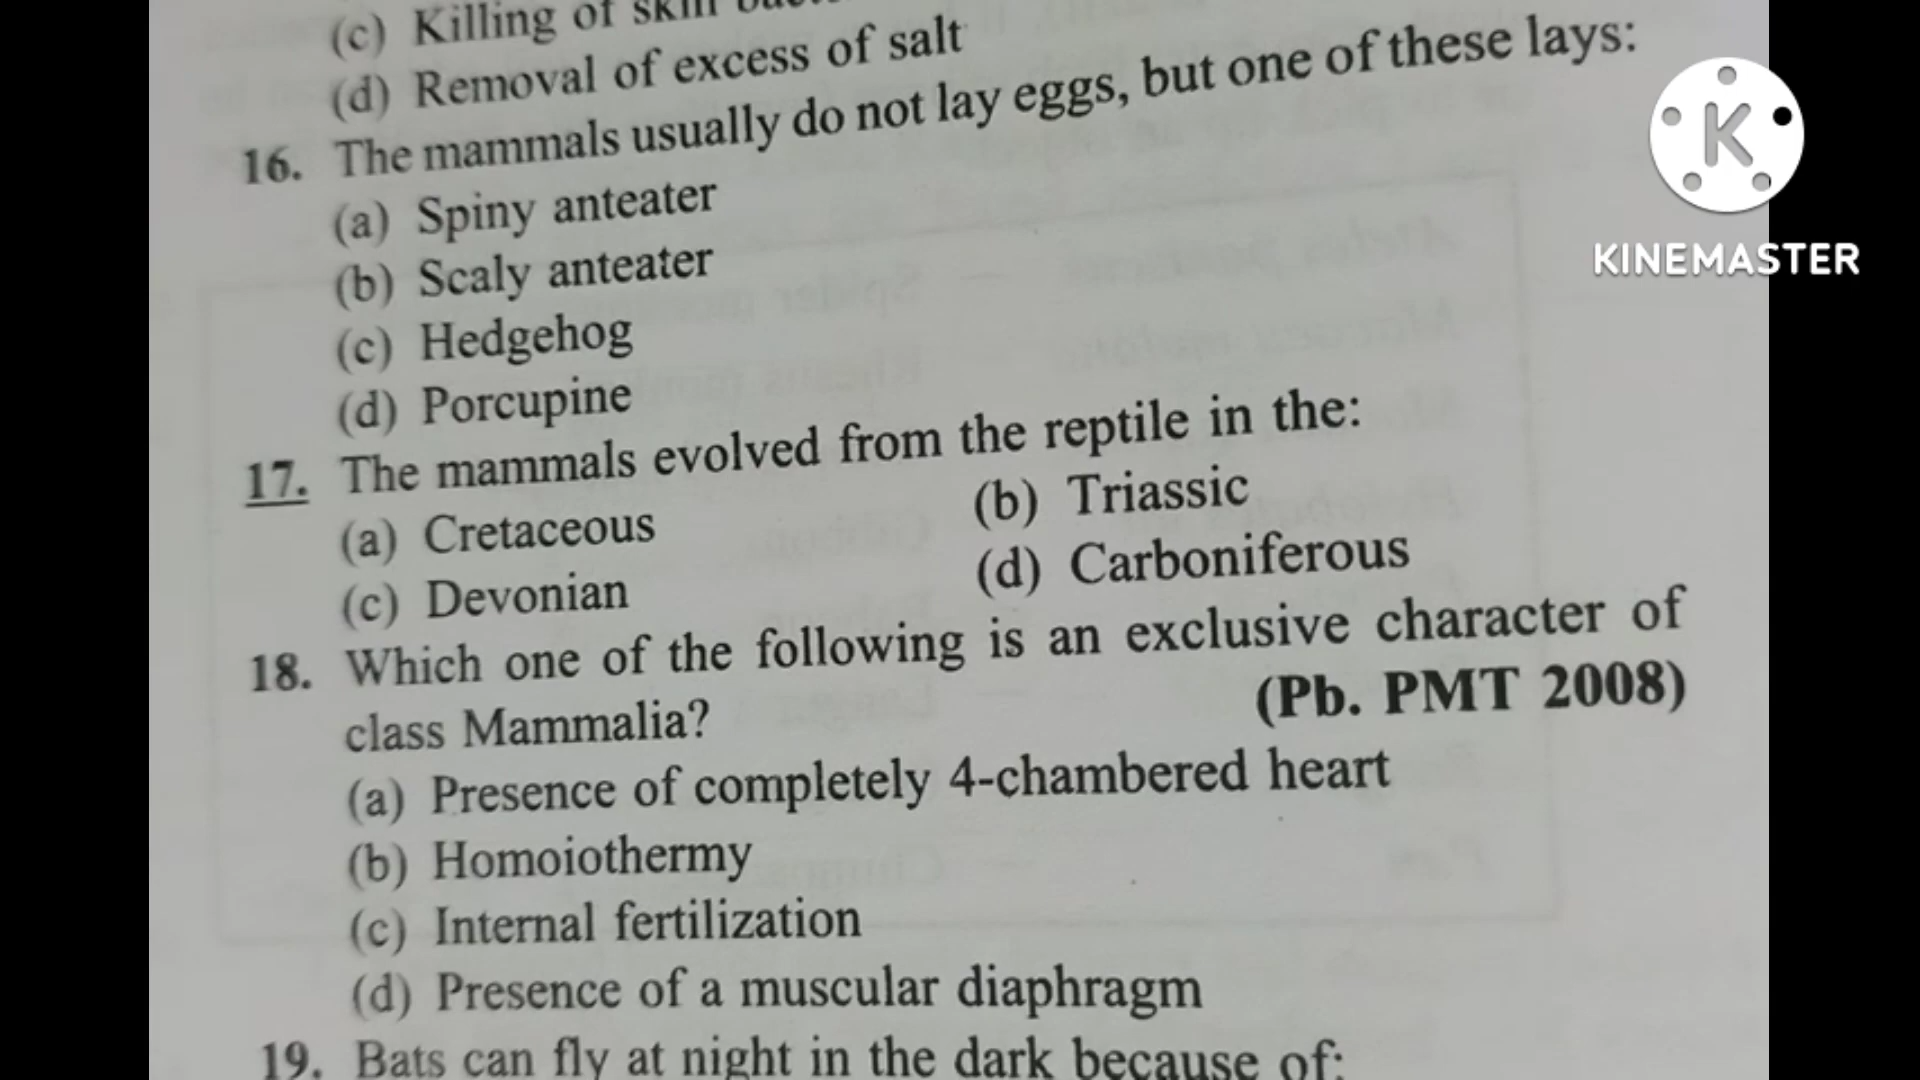 (c) Killing of skin
(d) Removal of excess of salt
16. The mammals usually do not lay eggs, but one of these lays:
(a) Spiny anteater
(b) Scaly anteater
(c) Hedgehog
(d) Porcupine
17. The mammals evolved from the reptile in the:
(a) Cretaceous (b) Triassic
(c) Devonian (d) Carboniferous
18. Which one of the following is an exclusive character of
class Mammalia? (Pb. PMT 2008)
(a) Presence of completely 4-chambered heart
(b) Homoiothermy
(c) Internal fertilization
(d) Presence of a muscular diaphragm
19. Bats can fly at night in the dark because of:
K
KINEMASTER